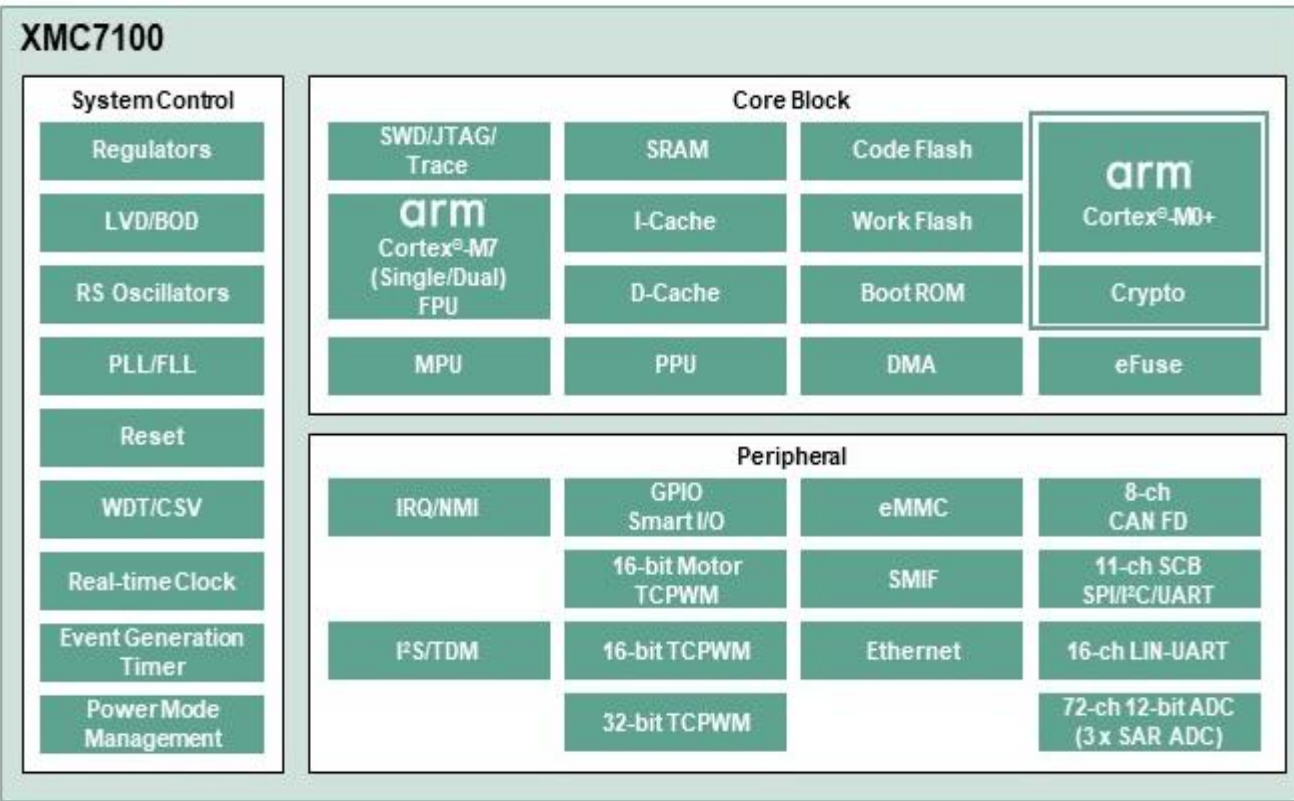 XMC7100
System Control
Regulators
LVD/BOD
RS Oscillators
PLL/FLL
Reset
WDT/CSV
Real-time Clock
Event Generation
Timer
Power Mode
Management
Core Block
SWD/JTAG/
Trace
SRAM
Code Flash
arm
Cortex®-M0+
arm
Cortex®-M7
(Single/Dual)
FPU
I-Cache
Work Flash
D-Cache
Boot ROM
Crypto
MPU
PPU
DMA
eFuse
Peripheral
IRQ/NMI
GPIO
Smart I/O
eMMC
8-ch
CAN FD
16-bit Motor
TCPWM
SMIF
11-ch SCB
SPI/I²C/UART
I²S/TDM
16-bit TCPWM
Ethernet
16-ch LIN-UART
32-bit TCPWM
72-ch 12-bit ADC
(3 x SAR ADC)